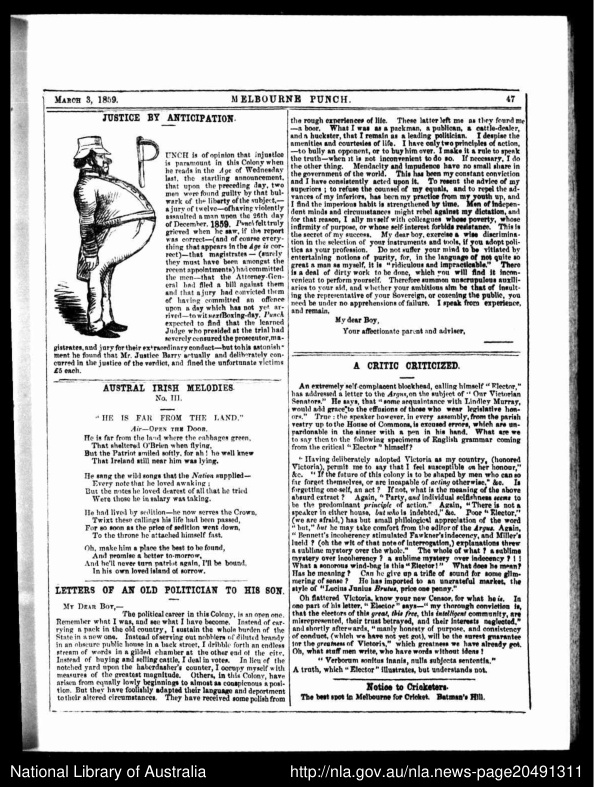 MARCH 3, 1859.
MELBOURNE PUNCH.
47
JUSTICE BY ANTICIPATION.
UNCH is of opinion that injustice
is paramount in this Colony when
he reads in the Age of Wednesday
last, the startling announcement,
that upon the preceding day, two
men were found guilty by that bul-
wark of the liberty of the subject,—
a jury of twelve—of having violently
assaulted a man upon the 26th day
of December, 1859. Punch felt truly
grieved when he saw, if the report
was correct—(and of course every-
thing that appears in the Age is cor-
rect)—that magistrates—(surely
they must have been amongst the
recent appointments) had committed
the men—that the Attorney-Gen-
eral had filed a bill against them
and that a jury had convicted them
of having committed an offence
upon a day which has not yet ar-
rived—to wit next Boxing-day. Punch
expected to find that the learned
Judge who presided at the trial had
severely censured the prosecutor, ma-
gistrates, and jury for their extraordinary conduct—but to his astonish-
ment he found that Mr. Justice Barry actually and deliberately con-
curred in the justice of the verdict, and fined the unfortunate victims
£5 each.
AUSTRAL IRISH MELODIES.
No. III.
"HE IS FAR FROM THE LAND."
Air—OPEN THE DOOR.
He is far from the land where the cabbages green,
That sheltered O'Brien when flying,
But the Patriot smiled softly, for ah! he well knew
That Ireland still near him was lying.
He sang the wild songs that the Nation supplied—
Every note that he loved awaking;
But the notes he loved dearest of all that he tried
Were those he in salary was taking.
He had lived by sedition—he now serves the Crown,
Twixt these callings his life had been passed,
For so soon as the price of sedition went down,
To the throne he attached himself fast.
Oh, make him a place the best to be found,
And promise a better to-morrow,
And he'll never turn patriot again, I'll be bound,
In his own loved island of sorrow.
LETTERS OF AN OLD POLITICIAN TO HIS SON.
MY DEAR BOY,—
The political career in this Colony, is an open one.
Remember what I was, and see what I have become. Instead of car-
rying a pack in the old country, I sustain the whole burden of the
State in a new one. Instead of serving out nobblers of diluted brandy
in an obscure public house in a back street, I dribble forth an endless
stream of words in a gilded chamber at the other end of the city.
Instead of buying and selling cattle, I deal in votes. In lieu of the
notched yard upon the haberdasher's counter, I occupy myself with
measures of the greatest magnitude. Others, in this Colony, have
arisen from equally lowly beginnings to almost as conspicuous a posi-
tion. But they have foolishly adapted their language and deportment
to their altered circumstances. They have received some polish from
the rough experiences of life. These latter left me as they found me
—a boor. What I was as a packman, a publican, a cattle-dealer,
and a huckster, that I remain as a leading politician. I despise the
amenities and courtesies of life. I have only two principles of action,
—to bully an opponent, or to buy him over. I make it a rule to speak
the truth—when it is not inconvenient to do so. If necessary, I do
the other thing. Mendacity and impudence have no small share in
the government of the world. This has been my constant conviction
and I have consistently acted upon it. To resent the advice of my
superiors; to refuse the counsel of my equals, and to repel the ad-
vances of my inferiors, has been my practice from my youth up, and
I find the imperious habit is strengthened by time. Men of indepen-
dent minds and circumstances might rebel against my dictation, and
for that reason, I ally myself with colleagues whose poverty, whose
infirmity of purpose, or whose self-interest forbids resistance. This is
the secret of my success. My dear boy, exercise a wise discrimina-
tion in the selection of your instruments and tools, if you adopt poli-
tics as your profession. Do not suffer your mind to be vitiated by
entertaining notions of purity, for, in the language of not quite so
great a man as myself, it is "ridiculous and impracticable." There
is a deal of dirty work to be done, which you will find it incon-
venient to perform yourself. Therefore summon unscrupulous auxili-
aries to your aid, and whether your ambitious aim be that of insult-
ing the representative of your Sovereign, or cozening the public, you
need be under no apprehensions of failure. I speak from experience,
and remain,
My dear Boy,
Your affectionate parent and adviser,
A CRITIC CRITICIZED.
An extremely self complacent blockhead, calling himself "Elector,"
has addressed a letter to the Argus, on the subject of "Our Victorian
Senators." He says, that "some acquaintance with Lindley Murray,
would add grace to the effusions of those who wear legislative hon-
ors." True: the speaker however, in every assembly, from the parish
vestry up to the House of Commons, is excused errors, which are un-
pardonable in the sinner with a pen in his hand. What are we
to say then to the following specimens of English grammar coming
from the critical "Elector" himself?
"Having deliberately adopted Victoria as my country, (honored
Victoria), permit me to say that I feel susceptible on her honour,"
&c. "If the future of this colony is to be shaped by men who can so
far forget themselves, or are incapable of acting otherwise," &c. Is
forgetting one self, an act? If not, what is the meaning of the above
absurd extract? Again, "Party, and individual selfishness seems to
be the predominant principle of action." Again, "There is not a
speaker in either house, but who is indebted," &c. Poor "Elector,"
(we are afraid,) has but small philological appreciation of the word
"but," but he may take comfort from the editor of the Argus. Again,
"Bennett's incoherency stimulated Fawkner's indecency, and Miller's
lucid? (oh the wit of that note of interrogation,) explanations threw
a sublime mystery over the whole." The whole of what? a sublime
mystery over incoherency? a sublime mystery over indecency? ! !
What a sonorous wind-bag is this "Elector!" What does he mean?
Has he meaning? Can he give up a trifle of sound for some glim-
mering of sense? He has imported to an ungrateful market, the
style of "Lucius Junius Brutus, price one penny."
Oh flattered Victoria, know your new Censor, for what he is. In
one part of his letter, "Elector" says—"my thorough conviction is,
that the electors of this great, this free, this intelligent community, are
misrepresented, their trust betrayed, and their interests neglected,"
and shortly afterwards, "manly honesty of purpose, and consistency
of conduct, (which we have not yet got), will be the surest guarantee
for the greatness of Victoria," which greatness we have already got.
Oh, what stuff men write, who have words without ideas!
"Verborum sonitus inanis, nulla subjecta sententia."
A truth, which "Elector" illustrates, but understands not.
Notice to Cricketers.
The best spot in Melbourne for Cricket. Batman's Hill.
National Library of Australia
http://nla.gov.au/nla.news-page20491311